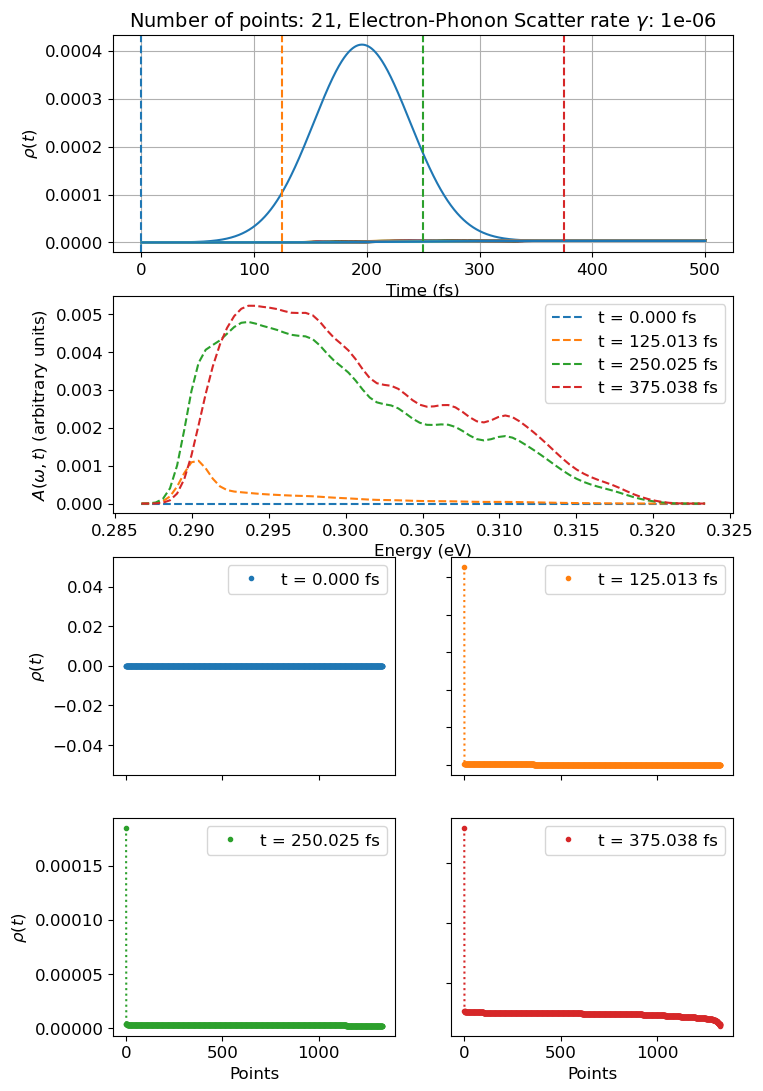 Number of points: 21, Electron-Phonon Scatter rate γ: 1e-06
0.0004
0.0003
0.0002
0.0001
0.0000
ρ(t)
0 100 200 300 400 500
Time (fs)
0.005
0.004
0.003
0.002
0.001
0.000
A(ω, t) (arbitrary units)
t = 0.000 fs
t = 125.013 fs
t = 250.025 fs
t = 375.038 fs
0.285 0.290 0.295 0.300 0.305 0.310 0.315 0.320 0.325
Energy (eV)
0.04
0.02
0.00
−0.02
−0.04
ρ(t)
t = 0.000 fs
t = 125.013 fs
0.00015
0.00010
0.00005
0.00000
ρ(t)
t = 250.025 fs
0 500 1000
Points
t = 375.038 fs
0 500 1000
Points